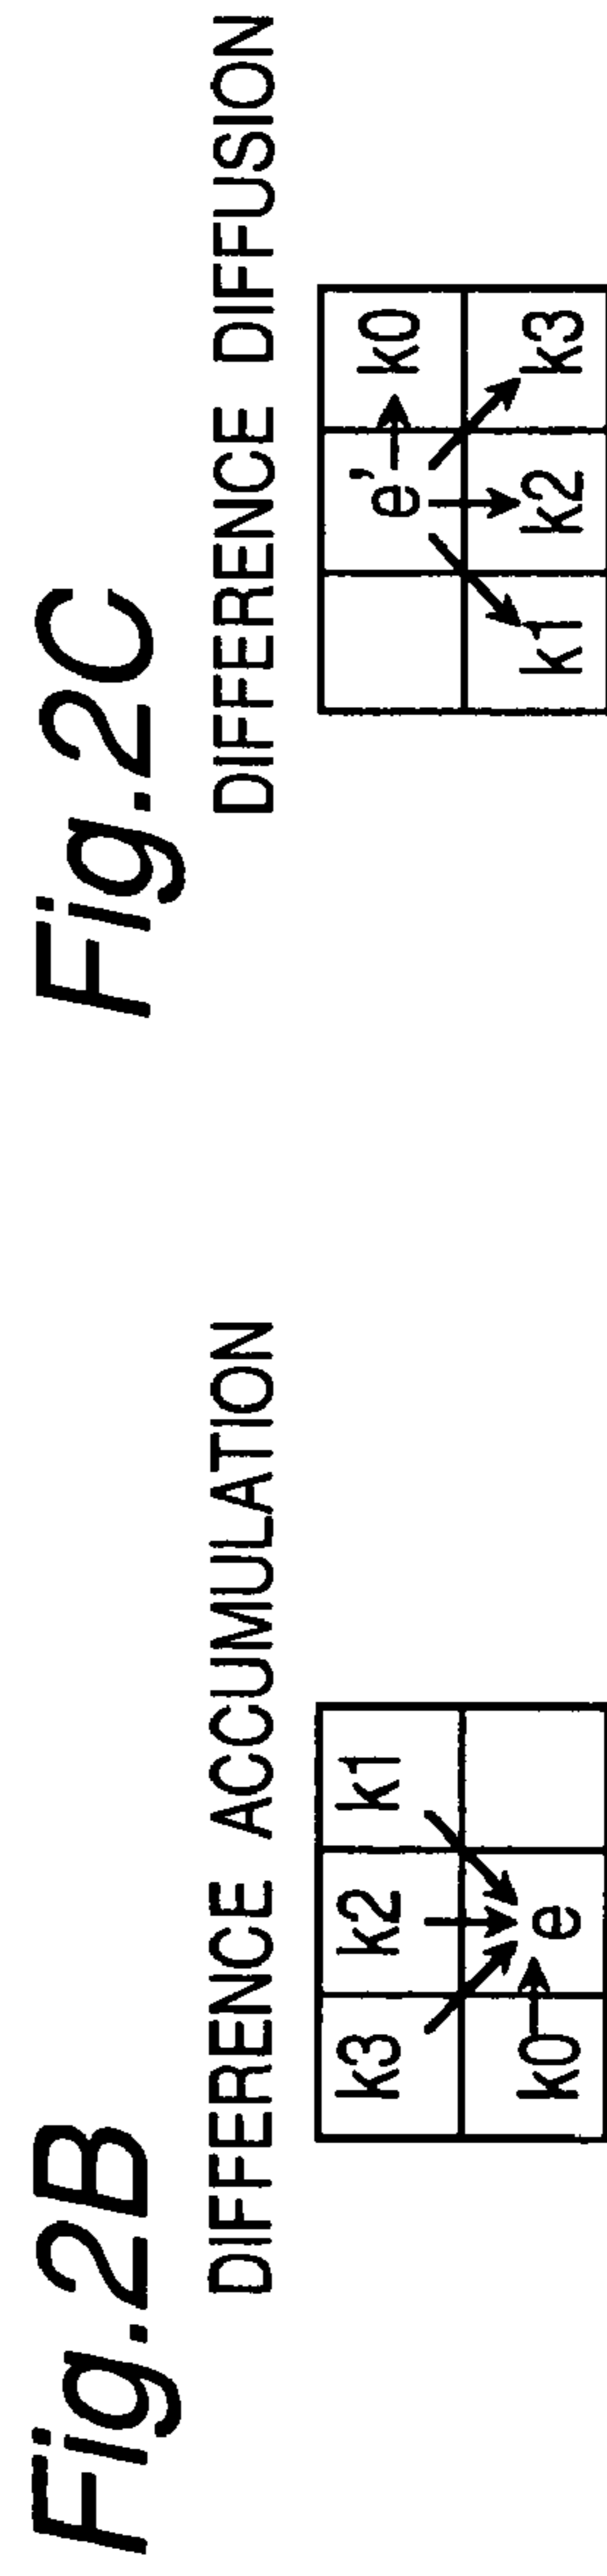 Fig.2B
DIFFERENCE ACCUMULATION
k3 k2 k1
k0 e
Fig.2C
DIFFERENCE DIFFUSION
e' k0
k1 k2 k3